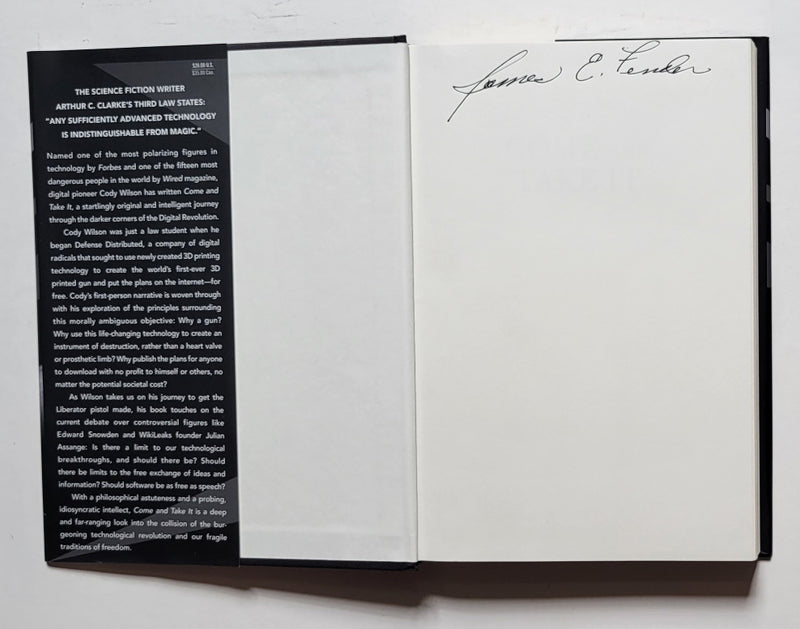 $28.00 U.S.
$35.00 Can.
THE SCIENCE FICTION WRITER
ARTHUR C. CLARKE'S THIRD LAW STATES:
"ANY SUFFICIENTLY ADVANCED TECHNOLOGY
IS INDISTINGUISHABLE FROM MAGIC."
Named one of the most polarizing figures in
technology by Forbes and one of the fifteen most
dangerous people in the world by Wired magazine,
digital pioneer Cody Wilson has written Come and
Take It, a startlingly original and intelligent journey
through the darker corners of the Digital Revolution.
Cody Wilson was just a law student when he
began Defense Distributed, a company of digital
radicals that sought to use newly created 3D printing
technology to create the world's first-ever 3D
printed gun and put the plans on the internet—for
free. Cody's first-person narrative is woven through
with his exploration of the principles surrounding
this morally ambiguous objective: Why a gun?
Why use this life-changing technology to create an
instrument of destruction, rather than a heart valve
or prosthetic limb? Why publish the plans for anyone
to download with no profit to himself or others, no
matter the potential societal cost?
As Wilson takes us on his journey to get the
Liberator pistol made, his book touches on the
current debate over controversial figures like
Edward Snowden and WikiLeaks founder Julian
Assange: Is there a limit to our technological
breakthroughs, and should there be? Should
there be limits to the free exchange of ideas and
information? Should software be as free as speech?
With a philosophical astuteness and a probing,
idiosyncratic intellect, Come and Take It is a deep
and far-ranging look into the collision of the bur-
geoning technological revolution and our fragile
traditions of freedom.
James E. Fender